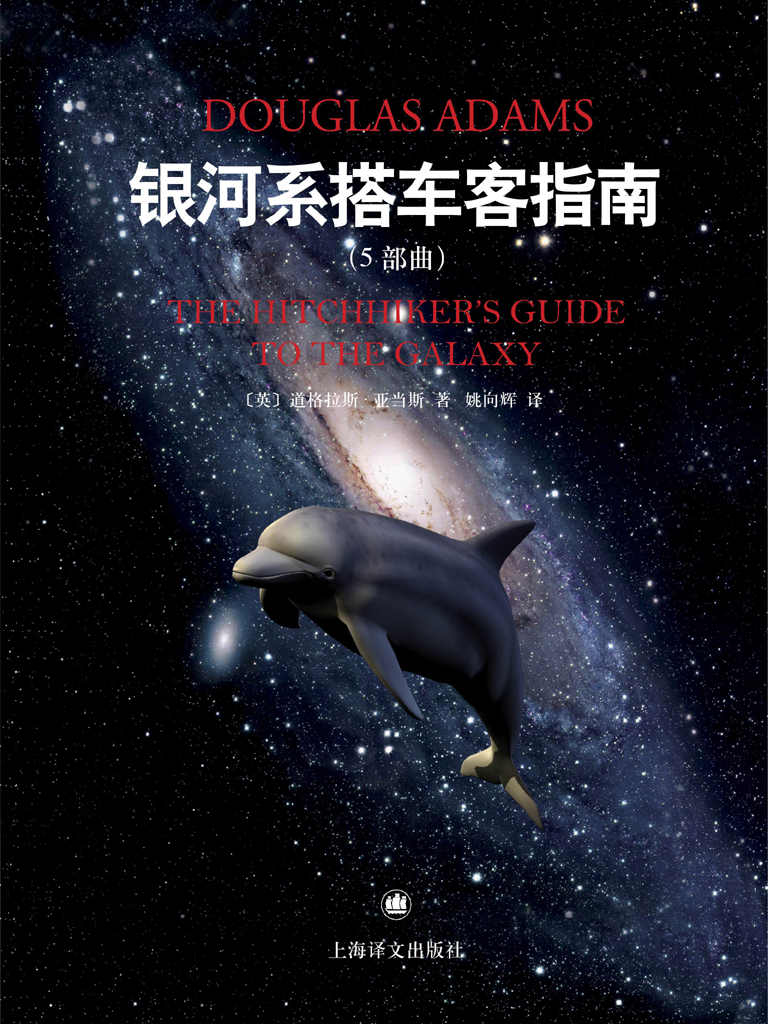 DOUGLAS ADAMS
银河系搭车客指南
（5 部曲）
THE HITCHHIKER'S GUIDE
TO THE GALAXY
〔英〕道格拉斯·亚当斯 著 姚向辉 译
上海译文出版社